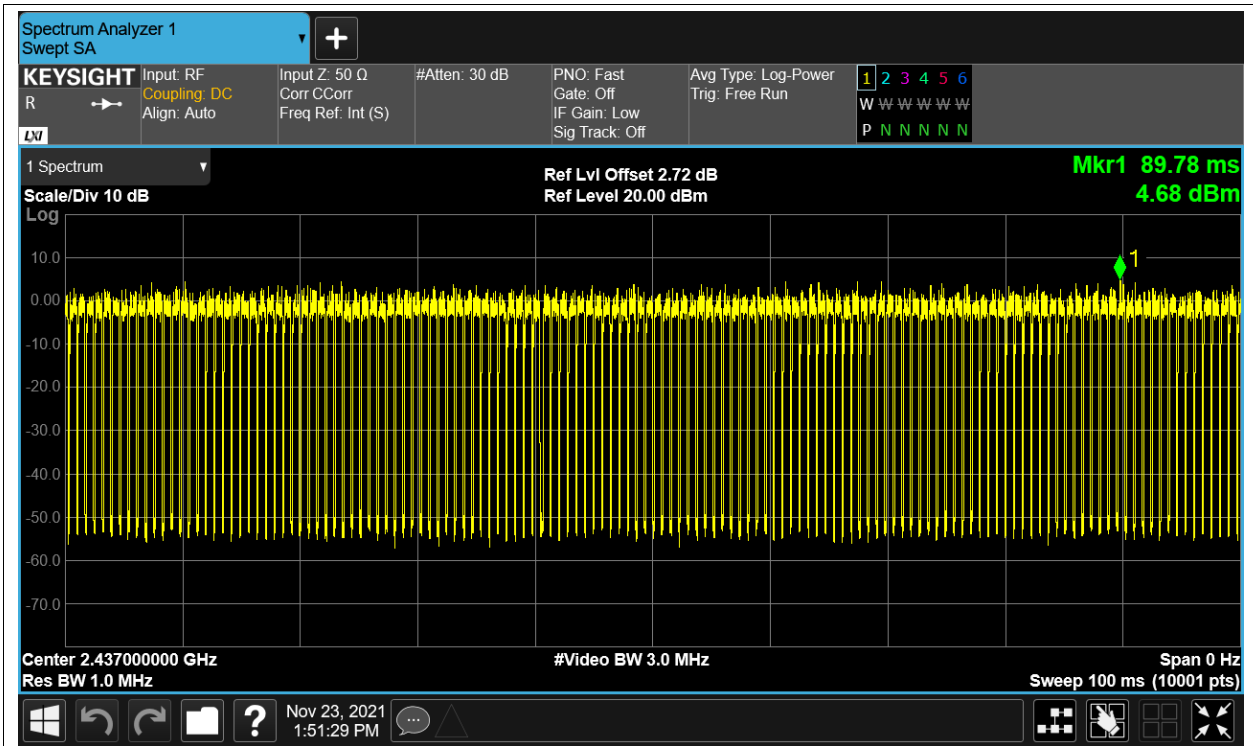 Spectrum Analyzer 1
Swept SA
KEYSIGHT
R
LXI
Input: RF
Coupling: DC
Align: Auto
Input Z: 50 Ω
Corr CCorr
Freq Ref: Int (S)
#Atten: 30 dB
PNO: Fast
Gate: Off
IF Gain: Low
Sig Track: Off
Avg Type: Log-Power
Trig: Free Run
1 2 3 4 5 6
W W W W W W
P N N N N N
1 Spectrum
Scale/Div 10 dB
Ref Lvl Offset 2.72 dB
Ref Level 20.00 dBm
Mkr1 89.78 ms
4.68 dBm
Log
1
10.0
0.00
-10.0
-20.0
-30.0
-40.0
-50.0
-60.0
-70.0
Center 2.437000000 GHz
#Video BW 3.0 MHz
Span 0 Hz
Res BW 1.0 MHz
Sweep 100 ms (10001 pts)
?
Nov 23, 2021
1:51:29 PM